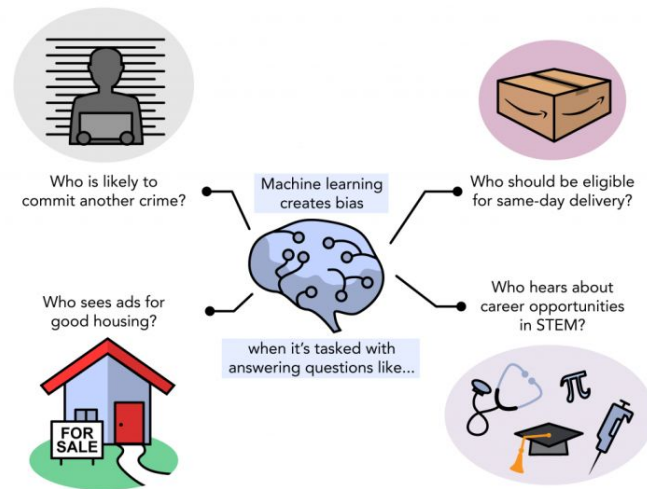 Who is likely to
commit another crime?
Machine learning
creates bias
Who should be eligible
for same-day delivery?
Who sees ads for
good housing?
Who hears about
career opportunities
in STEM?
when it's tasked with
answering questions like...
FOR
SALE
π